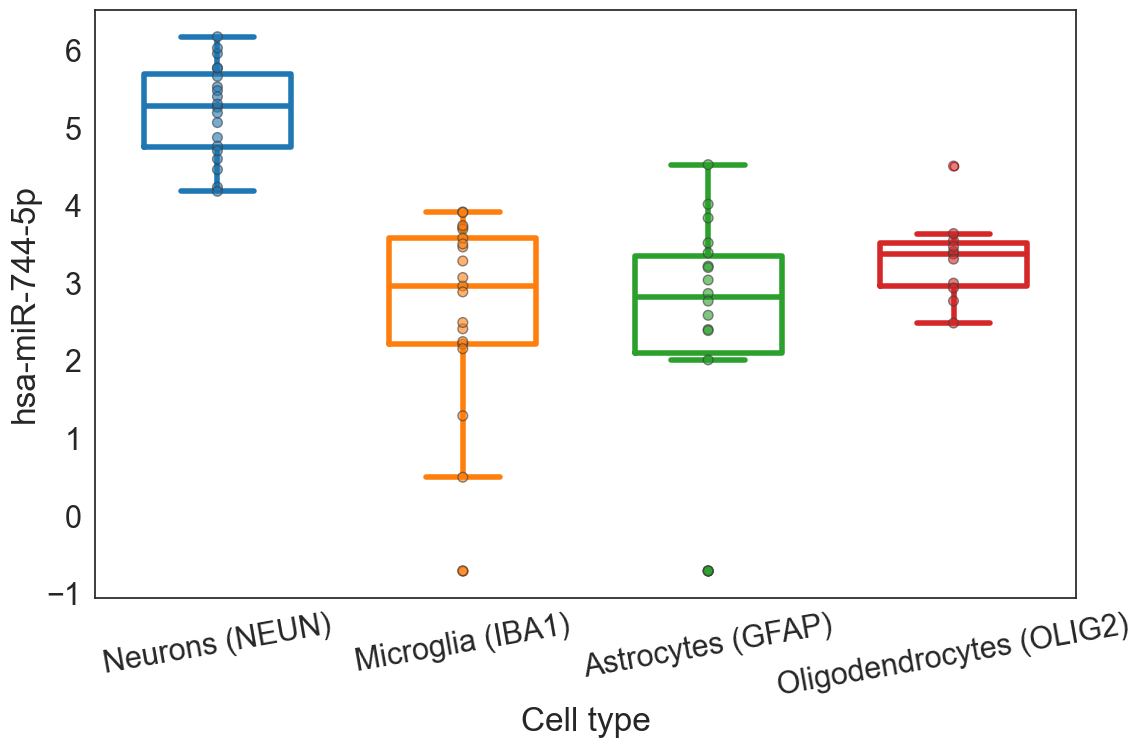 hsa-miR-744-5p
6
5
4
3
2
1
0
−1
Neurons (NEUN)
Microglia (IBA1)
Astrocytes (GFAP)
Oligodendrocytes (OLIG2)
Cell type